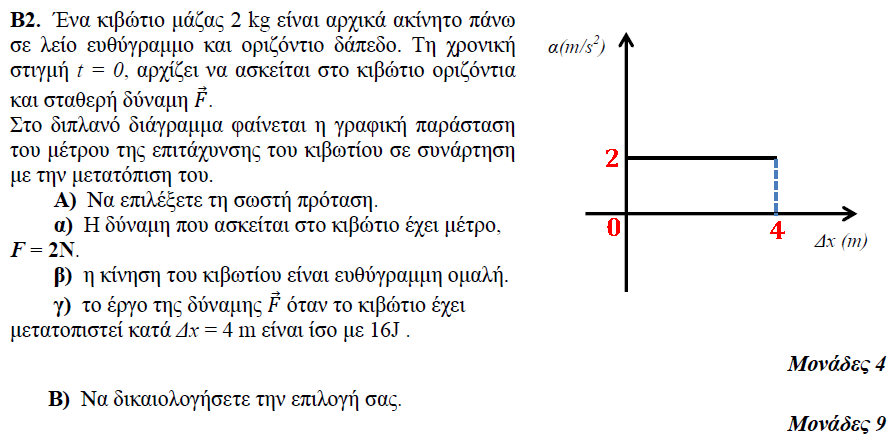 Β2. Ένα κιβώτιο μάζας 2 kg είναι αρχικά ακίνητο πάνω
σε λείο ευθύγραμμο και οριζόντιο δάπεδο. Τη χρονική
στιγμή t = 0, αρχίζει να ασκείται στο κιβώτιο οριζόντια
και σταθερή δύναμη F⃗.
Στο διπλανό διάγραμμα φαίνεται η γραφική παράσταση
του μέτρου της επιτάχυνσης του κιβωτίου σε συνάρτηση
με την μετατόπιση του.
Α) Να επιλέξετε τη σωστή πρόταση.
α) Η δύναμη που ασκείται στο κιβώτιο έχει μέτρο,
F = 2N.
β) η κίνηση του κιβωτίου είναι ευθύγραμμη ομαλή.
γ) το έργο της δύναμης F⃗ όταν το κιβώτιο έχει
μετατοπιστεί κατά Δx = 4 m είναι ίσο με 16J .
α(m/s²)
2
0
4
Δx (m)
Μονάδες 4
Β) Να δικαιολογήσετε την επιλογή σας.
Μονάδες 9